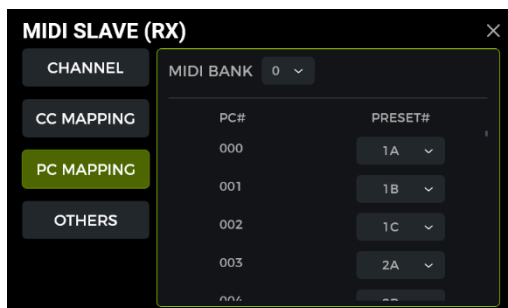 MIDI SLAVE (RX)
CHANNEL
CC MAPPING
PC MAPPING
OTHERS
MIDI BANK 0
PC# PRESET#
000 1A
001 1B
002 1C
003 2A
004